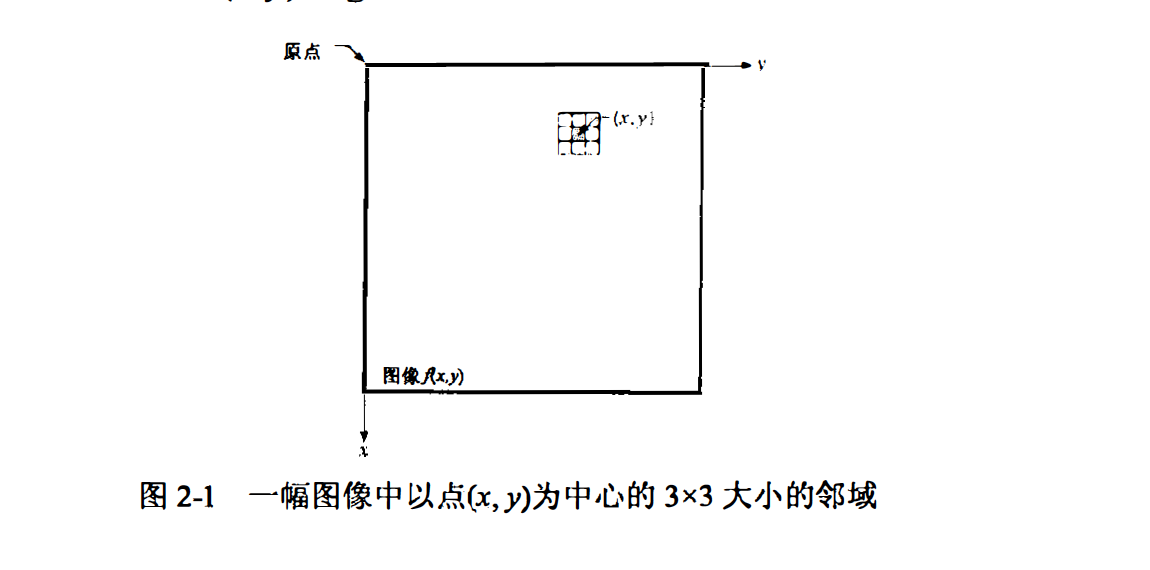 原点
y
(x,y)
图像 f(x,y)
x
图 2-1 一幅图像中以点(x, y)为中心的 3×3 大小的邻域